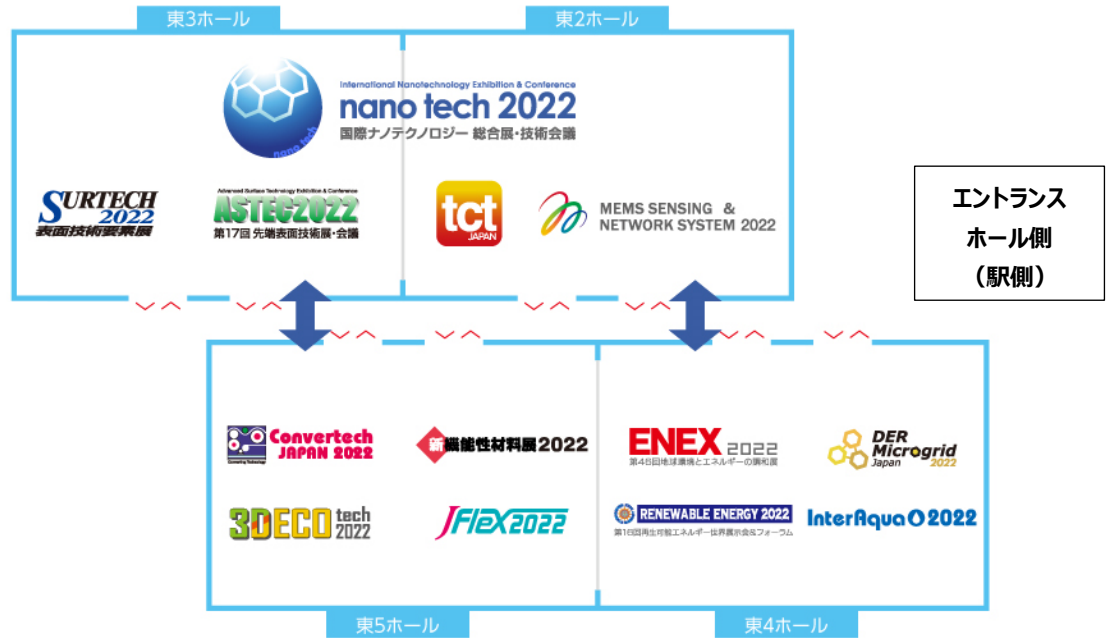 東3ホール
東2ホール
International Nanotechnology Exhibition & Conference
nano tech 2022
国際ナノテクノロジー 総合展・技術会議
nano tech
SURTECH
2022
表面技術要素展
Advanced Surface Technology Exhibition & Conference
ASTEC2022
第17回 先端表面技術展・会議
tct
JAPAN
MEMS SENSING &
NETWORK SYSTEM 2022
エントランス
ホール側
（駅側）
Convertech
JAPAN 2022
Converting Technology
新機能性材料展2022
ENEX 2022
第46回地球環境とエネルギーの調和展
DER
Microgrid
Japan 2022
3DECO tech
2022
JFlex2022
RENEWABLE ENERGY 2022
第16回再生可能エネルギー世界展示会&フォーラム
InterAqua 2022
東5ホール
東4ホール